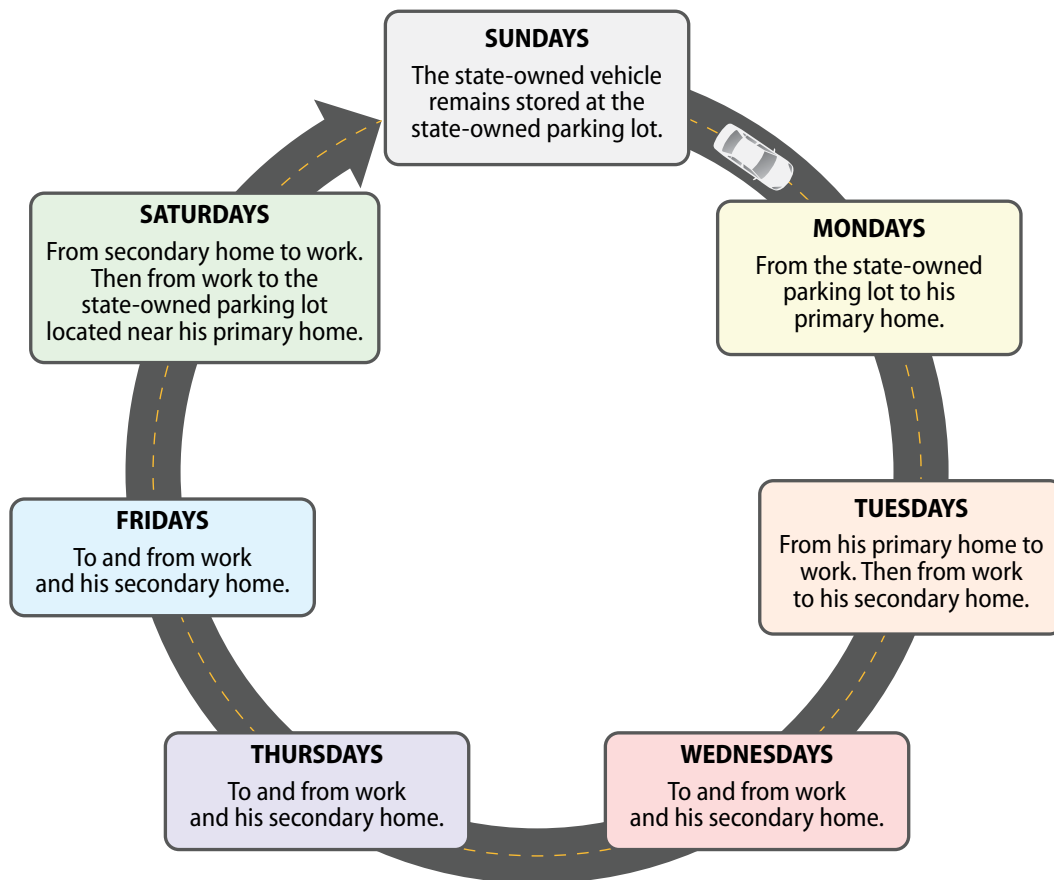 SUNDAYS
The state-owned vehicle
remains stored at the
state-owned parking lot.
MONDAYS
From the state-owned
parking lot to his
primary home.
TUESDAYS
From his primary home to
work. Then from work
to his secondary home.
WEDNESDAYS
To and from work
and his secondary home.
THURSDAYS
To and from work
and his secondary home.
FRIDAYS
To and from work
and his secondary home.
SATURDAYS
From secondary home to work.
Then from work to the
state-owned parking lot
located near his primary home.